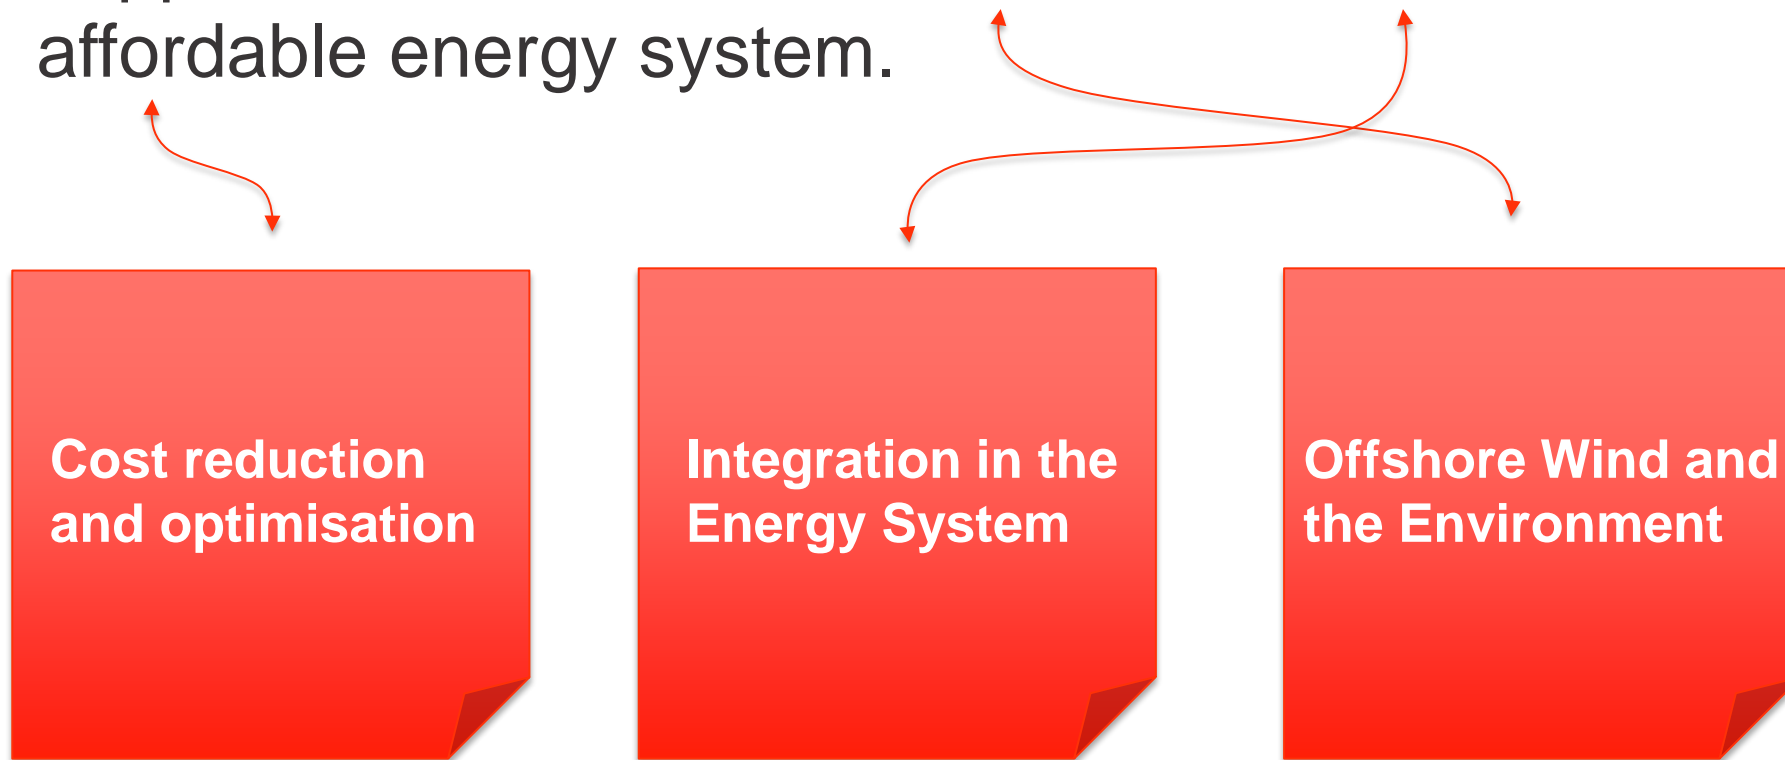 affordable energy system.
Cost reduction
and optimisation
Integration in the
Energy System
Offshore Wind and
the Environment